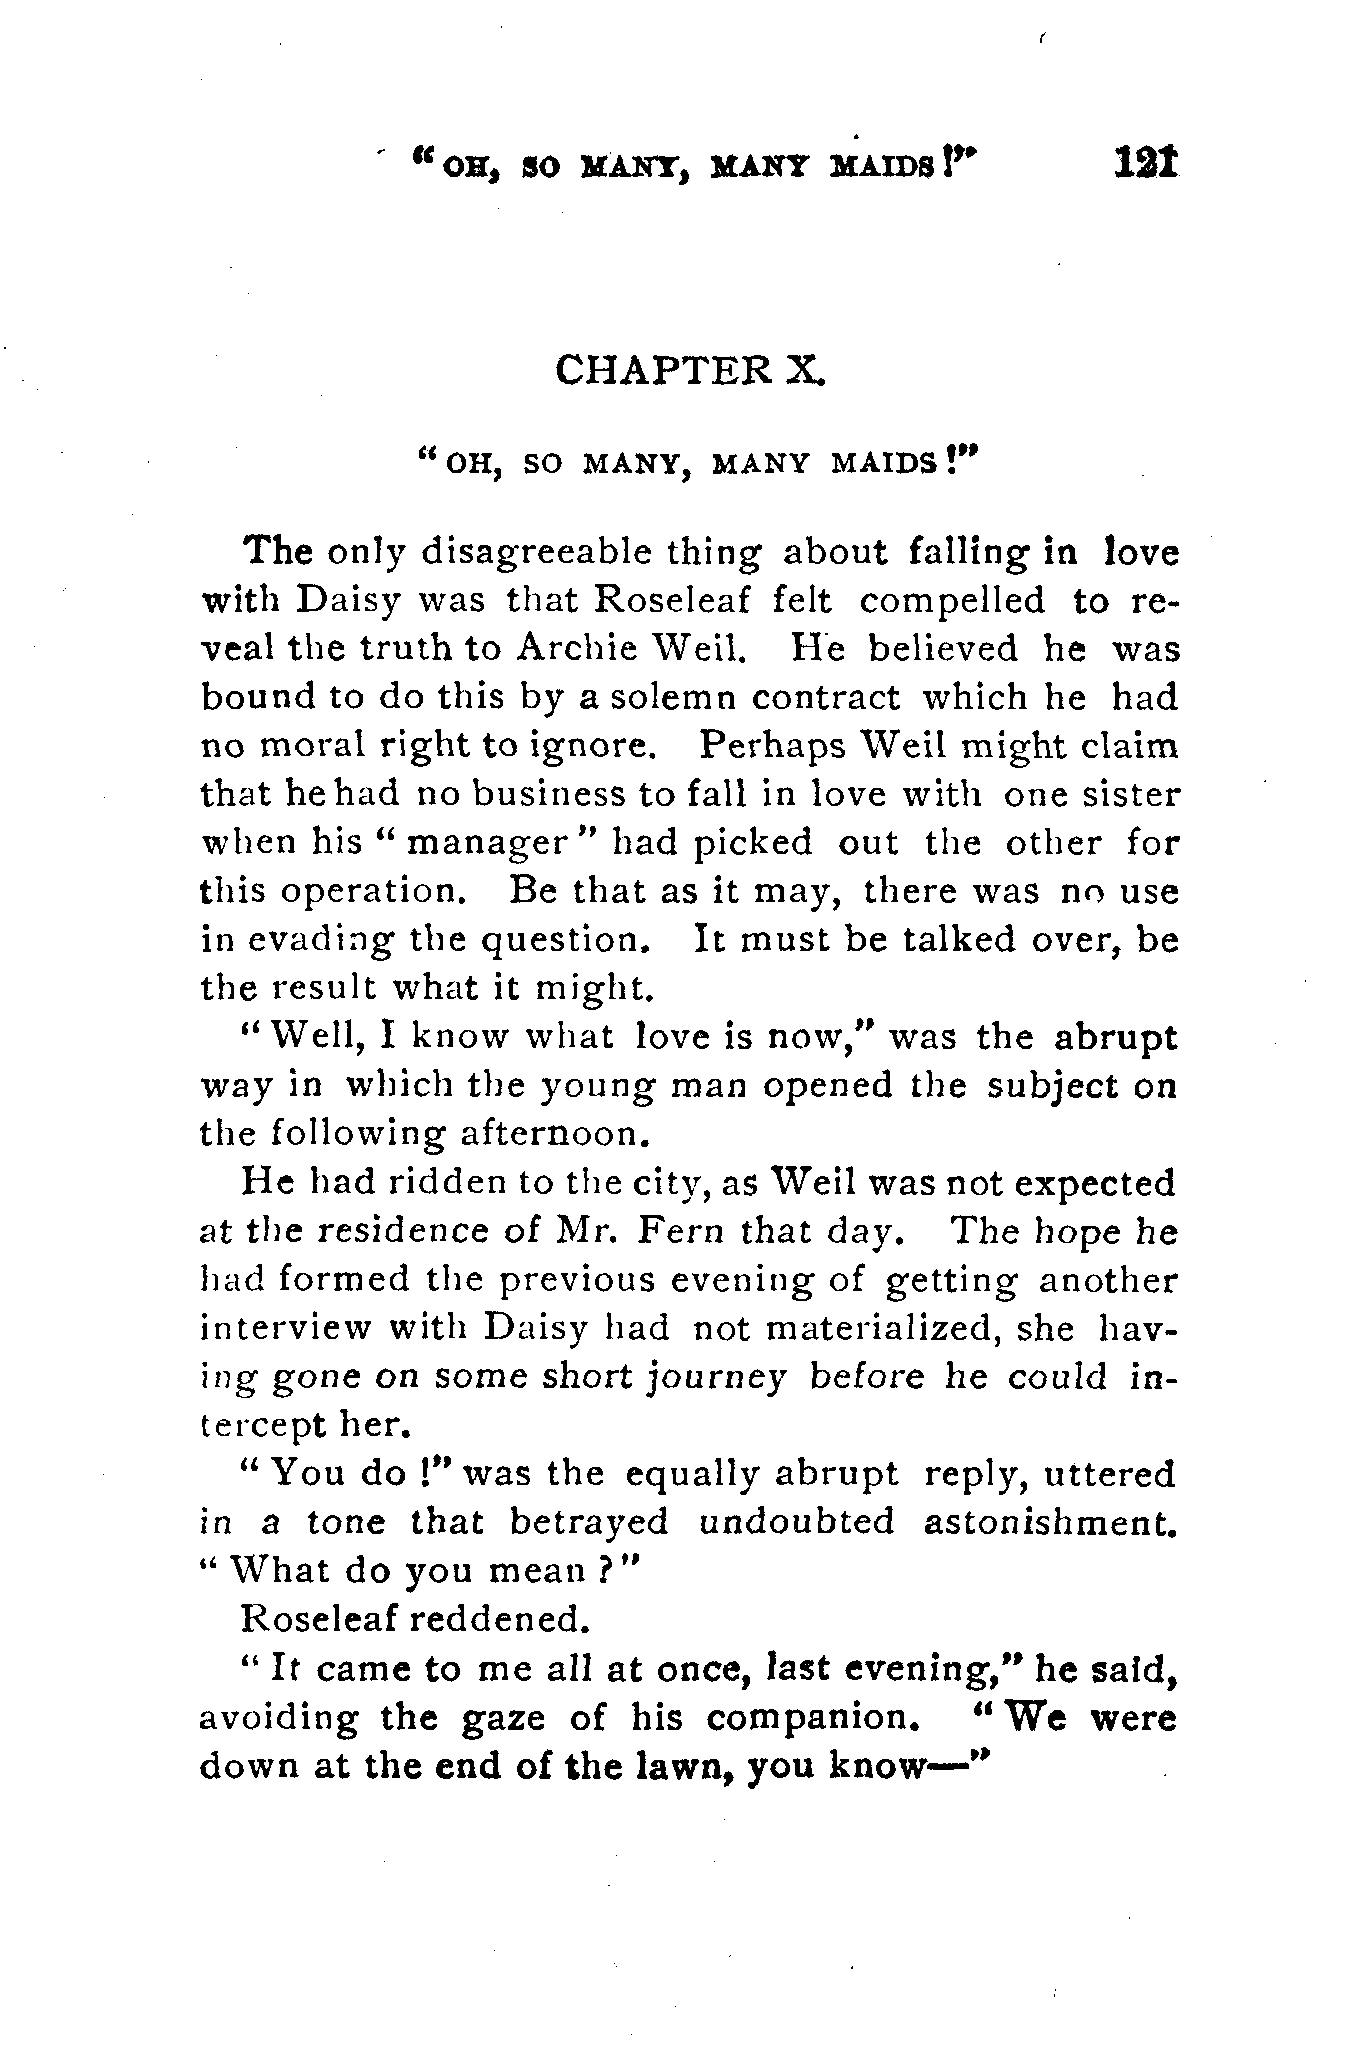 "OH, SO MANY, MANY MAIDS!" 121
CHAPTER X.
"OH, SO MANY, MANY MAIDS!"
The only disagreeable thing about falling in love
with Daisy was that Roseleaf felt compelled to re-
veal the truth to Archie Weil. He believed he was
bound to do this by a solemn contract which he had
no moral right to ignore. Perhaps Weil might claim
that he had no business to fall in love with one sister
when his "manager" had picked out the other for
this operation. Be that as it may, there was no use
in evading the question. It must be talked over, be
the result what it might.
"Well, I know what love is now," was the abrupt
way in which the young man opened the subject on
the following afternoon.
He had ridden to the city, as Weil was not expected
at the residence of Mr. Fern that day. The hope he
had formed the previous evening of getting another
interview with Daisy had not materialized, she hav-
ing gone on some short journey before he could in-
tercept her.
"You do!" was the equally abrupt reply, uttered
in a tone that betrayed undoubted astonishment.
"What do you mean?"
Roseleaf reddened.
"It came to me all at once, last evening," he said,
avoiding the gaze of his companion. "We were
down at the end of the lawn, you know—"